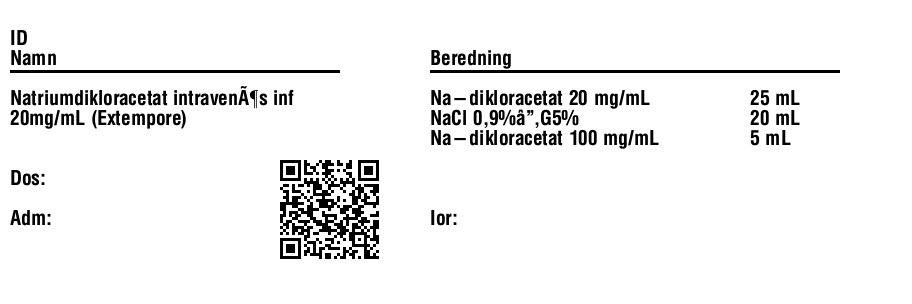 ID
Namn
Natriumdikloracetat intravenÃ¶s inf
20mg/mL (Extempore)
Dos:
Adm:
Beredning
Na−dikloracetat 20 mg/mL 25 mL
NaCl 0,9%â”‚G5% 20 mL
Na−dikloracetat 100 mg/mL 5 mL
Ior: